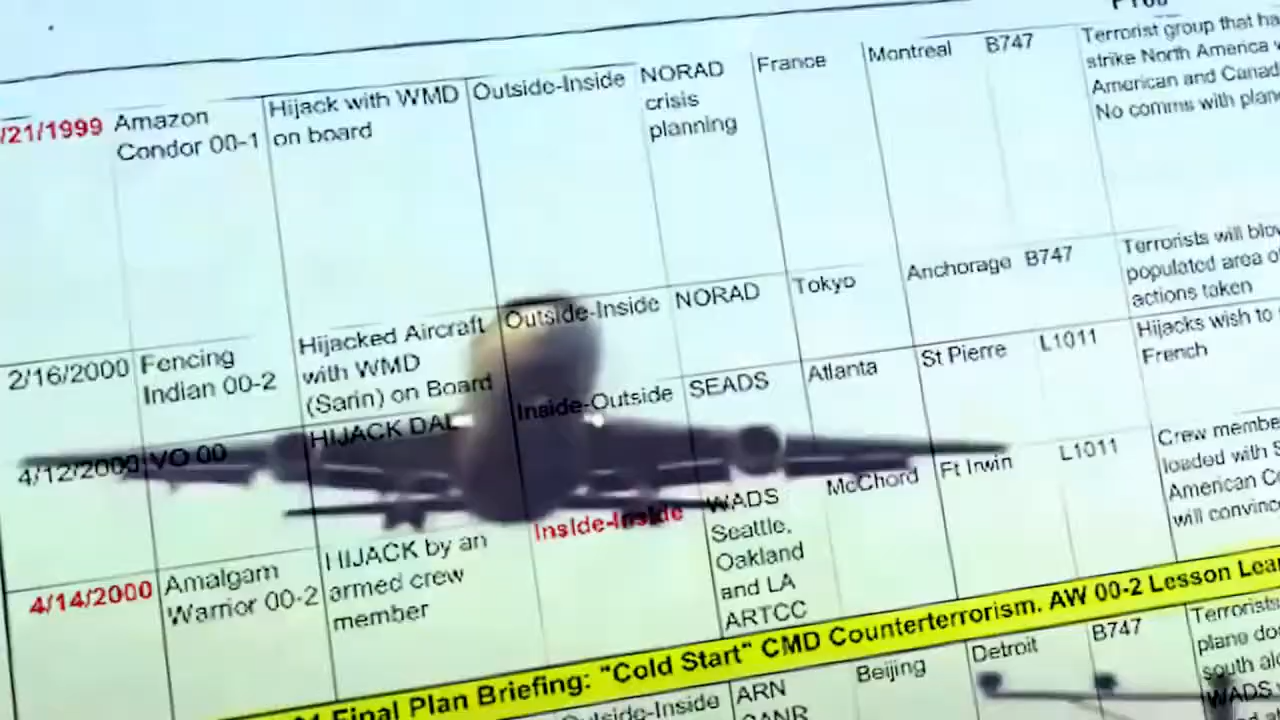 /21/1999 Amazon Condor 00-1 Hijack with WMD on board Outside-Inside NORAD crisis planning France Montreal B747 Terrorist group that ha
strike North America
American and Canad
No comms with plan
2/16/2000 Fencing Indian 00-2 Hijacked Aircraft with WMD (Sarin) on Board Outside-Inside NORAD Tokyo Anchorage B747 Terrorists will blow
populated area o
actions taken
4/12/2000 VO 00 HIJACK DAL Inside-Outside SEADS Atlanta St Pierre L1011 Hijacks wish to
French
4/14/2000 Amalgam Warrior 00-2 HIJACK by an armed crew member Inside-Inside WADS Seattle, Oakland and LA ARTCC McChord Ft Irwin L1011 Crew membe
loaded with S
American C
will convinc
Final Plan Briefing: "Cold Start" CMD Counterterrorism. AW 00-2 Lesson Lear
Outside-Inside ARN Beijing Detroit B747 Terrorists
plane do
south al
WADS.